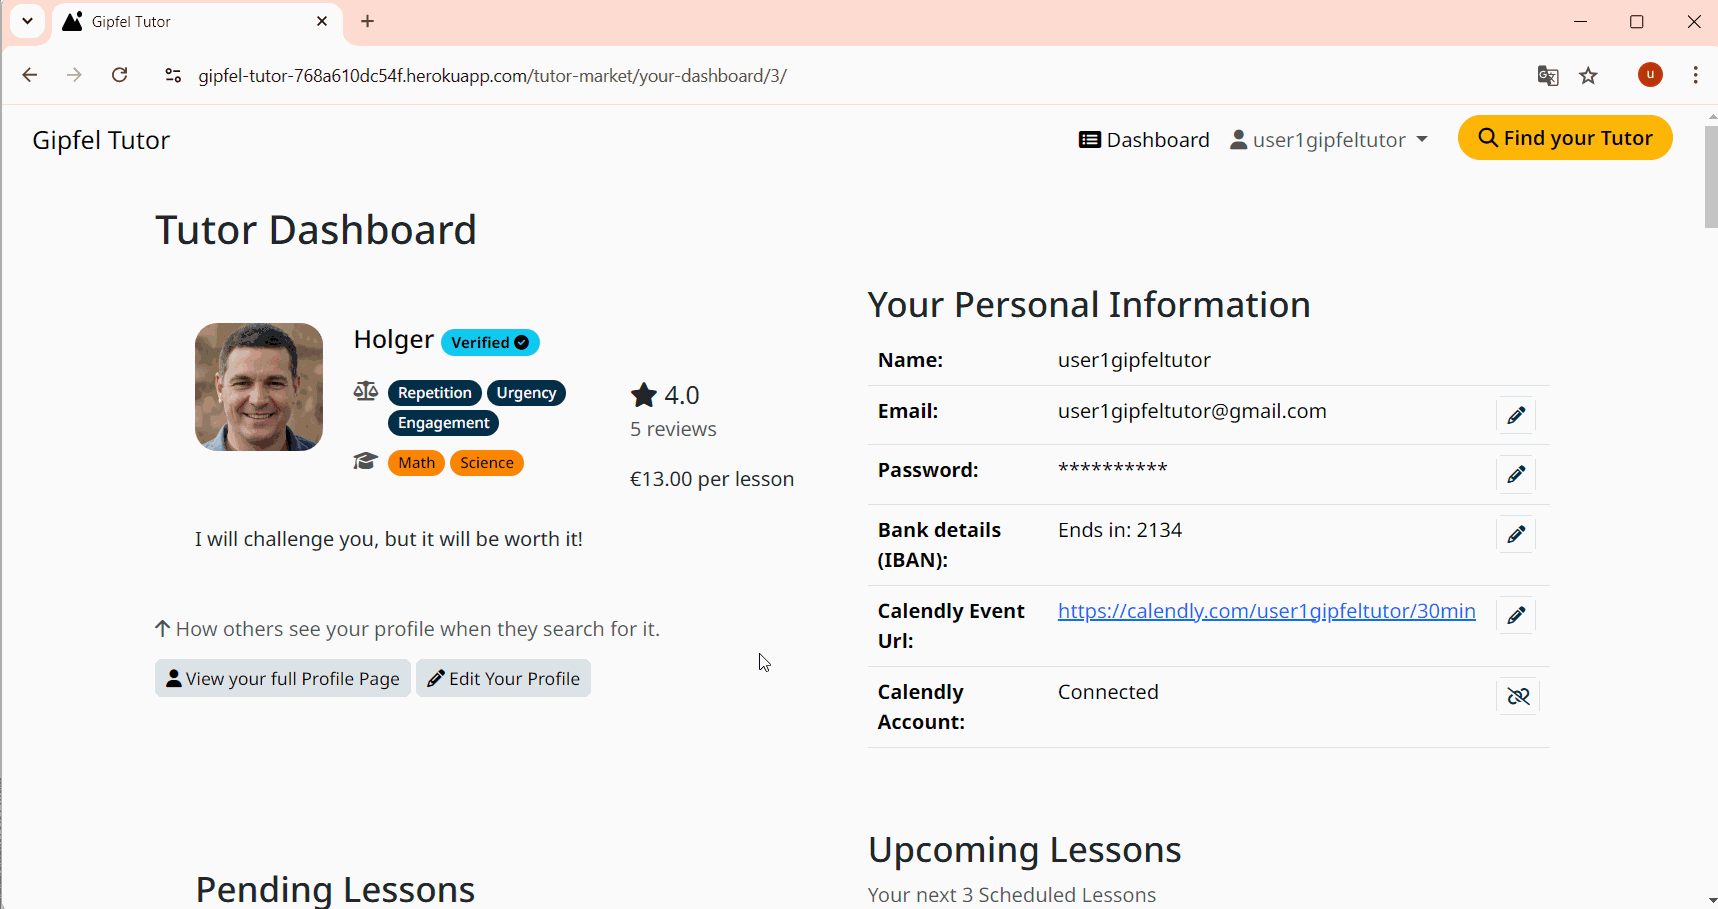 Gipfel Tutor
gipfel-tutor-768a610dc54f.herokuapp.com/tutor-market/your-dashboard/3/
u
Gipfel Tutor
Dashboard
user1gipfeltutor
Find your Tutor
Tutor Dashboard
Holger
Verified
Repetition
Urgency
Engagement
Math
Science
4.0
5 reviews
€13.00 per lesson
I will challenge you, but it will be worth it!
How others see your profile when they search for it.
View your full Profile Page
Edit Your Profile
Pending Lessons
Your Personal Information
Name: user1gipfeltutor
Email: user1gipfeltutor@gmail.com
Password: **********
Bank details Ends in: 2134
(IBAN):
Calendly Event https://calendly.com/user1gipfeltutor/30min
Url:
Calendly Connected
Account:
Upcoming Lessons
Your next 3 Scheduled Lessons